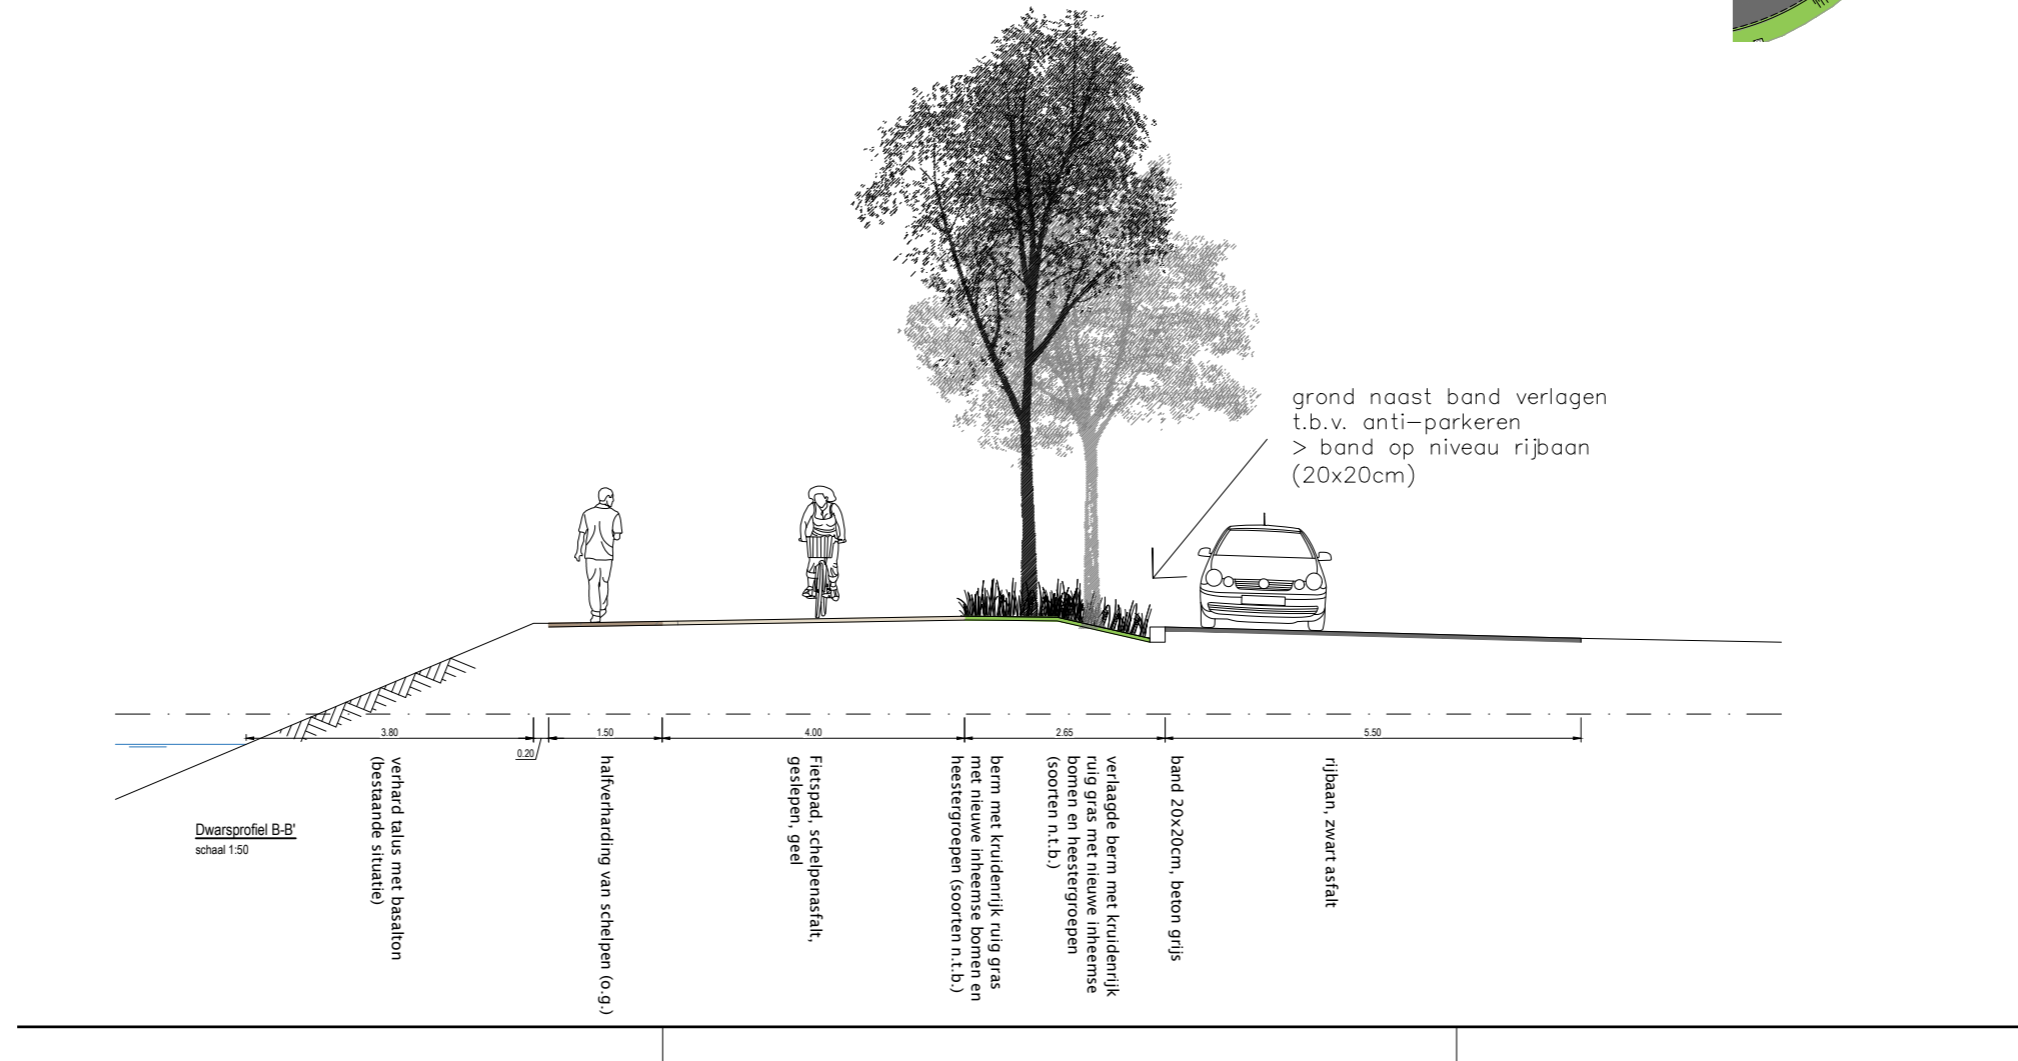 grond naast band verlagen
t.b.v. anti-parkeren
> band op niveau rijbaan
(20x20cm)
3.80
0.20
1.50
4.00
2.65
5.50
verhard talus met basalton
(bestaande situatie)
halfverharding van schelpen (o.g.)
Fietspad, schelpenasfalt,
geslepen, geel
berm met kruidenrijk ruig gras
met nieuwe inheemse bomen en
heestergroepen (soorten n.t.b.)
verlaagde berm met kruidenrijk
ruig gras met nieuwe inheemse
bomen en heestergroepen
(soorten n.t.b.)
band 20x20cm, beton grijs
rijbaan, zwart asfalt
Dwarsprofiel B-B'
schaal 1:50